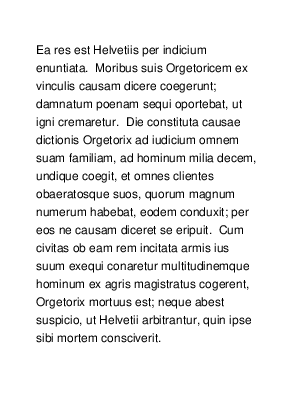 Ea res est Helvetiis per indicium
enuntiata.  Moribus suis Orgetoricem ex
vinculis causam dicere coegerunt;
damnatum poenam sequi oportebat, ut
igni cremaretur.  Die constituta causae
dictionis Orgetorix ad iudicium omnem
suam familiam, ad hominum milia decem,
undique coegit, et omnes clientes
obaeratosque suos, quorum magnum
numerum habebat, eodem conduxit; per
eos ne causam diceret se eripuit.  Cum
civitas ob eam rem incitata armis ius
suum exequi conaretur multitudinemque
hominum ex agris magistratus cogerent,
Orgetorix mortuus est; neque abest
suspicio, ut Helvetii arbitrantur, quin ipse
sibi mortem consciverit.